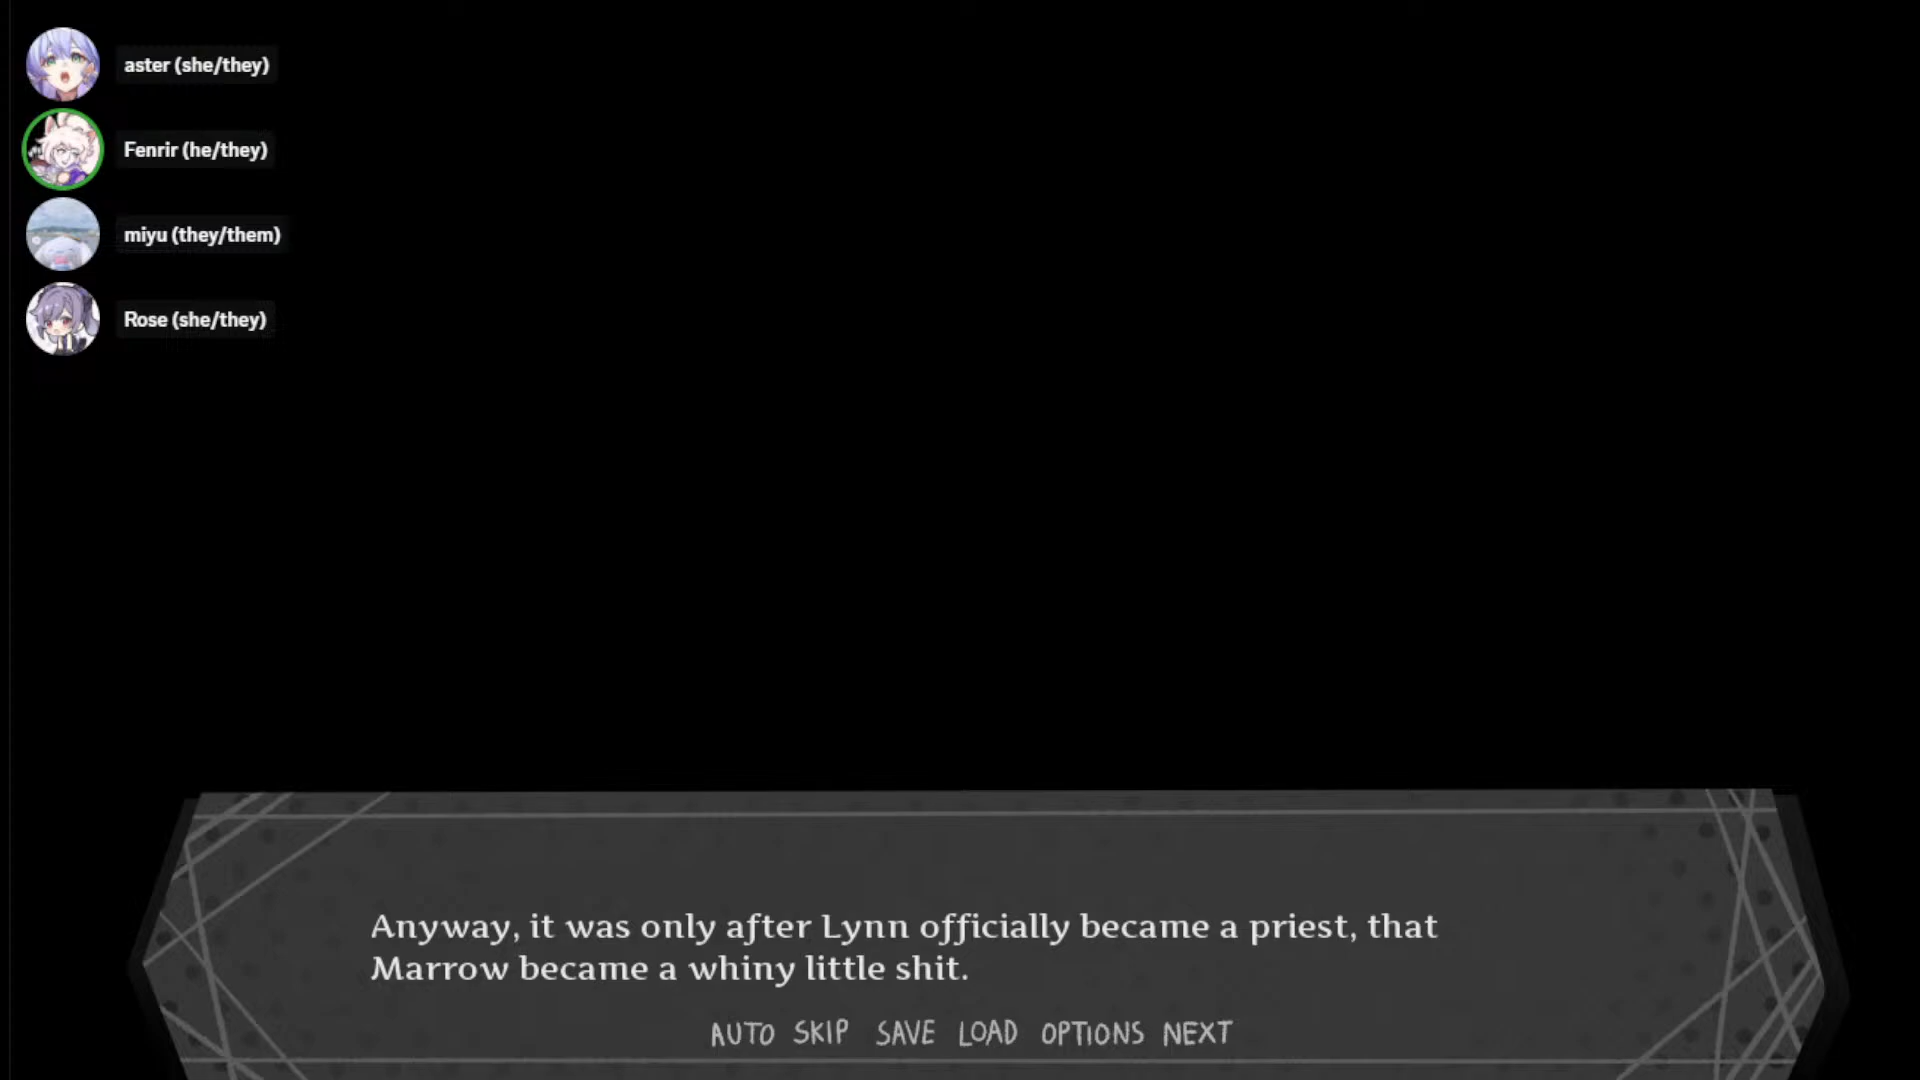 aster (she/they)
Fenrir (he/they)
miyu (they/them)
Rose (she/they)
Anyway, it was only after Lynn officially became a priest, that
Marrow became a whiny little shit.
AUTO SKIP SAVE LOAD OPTIONS NEXT